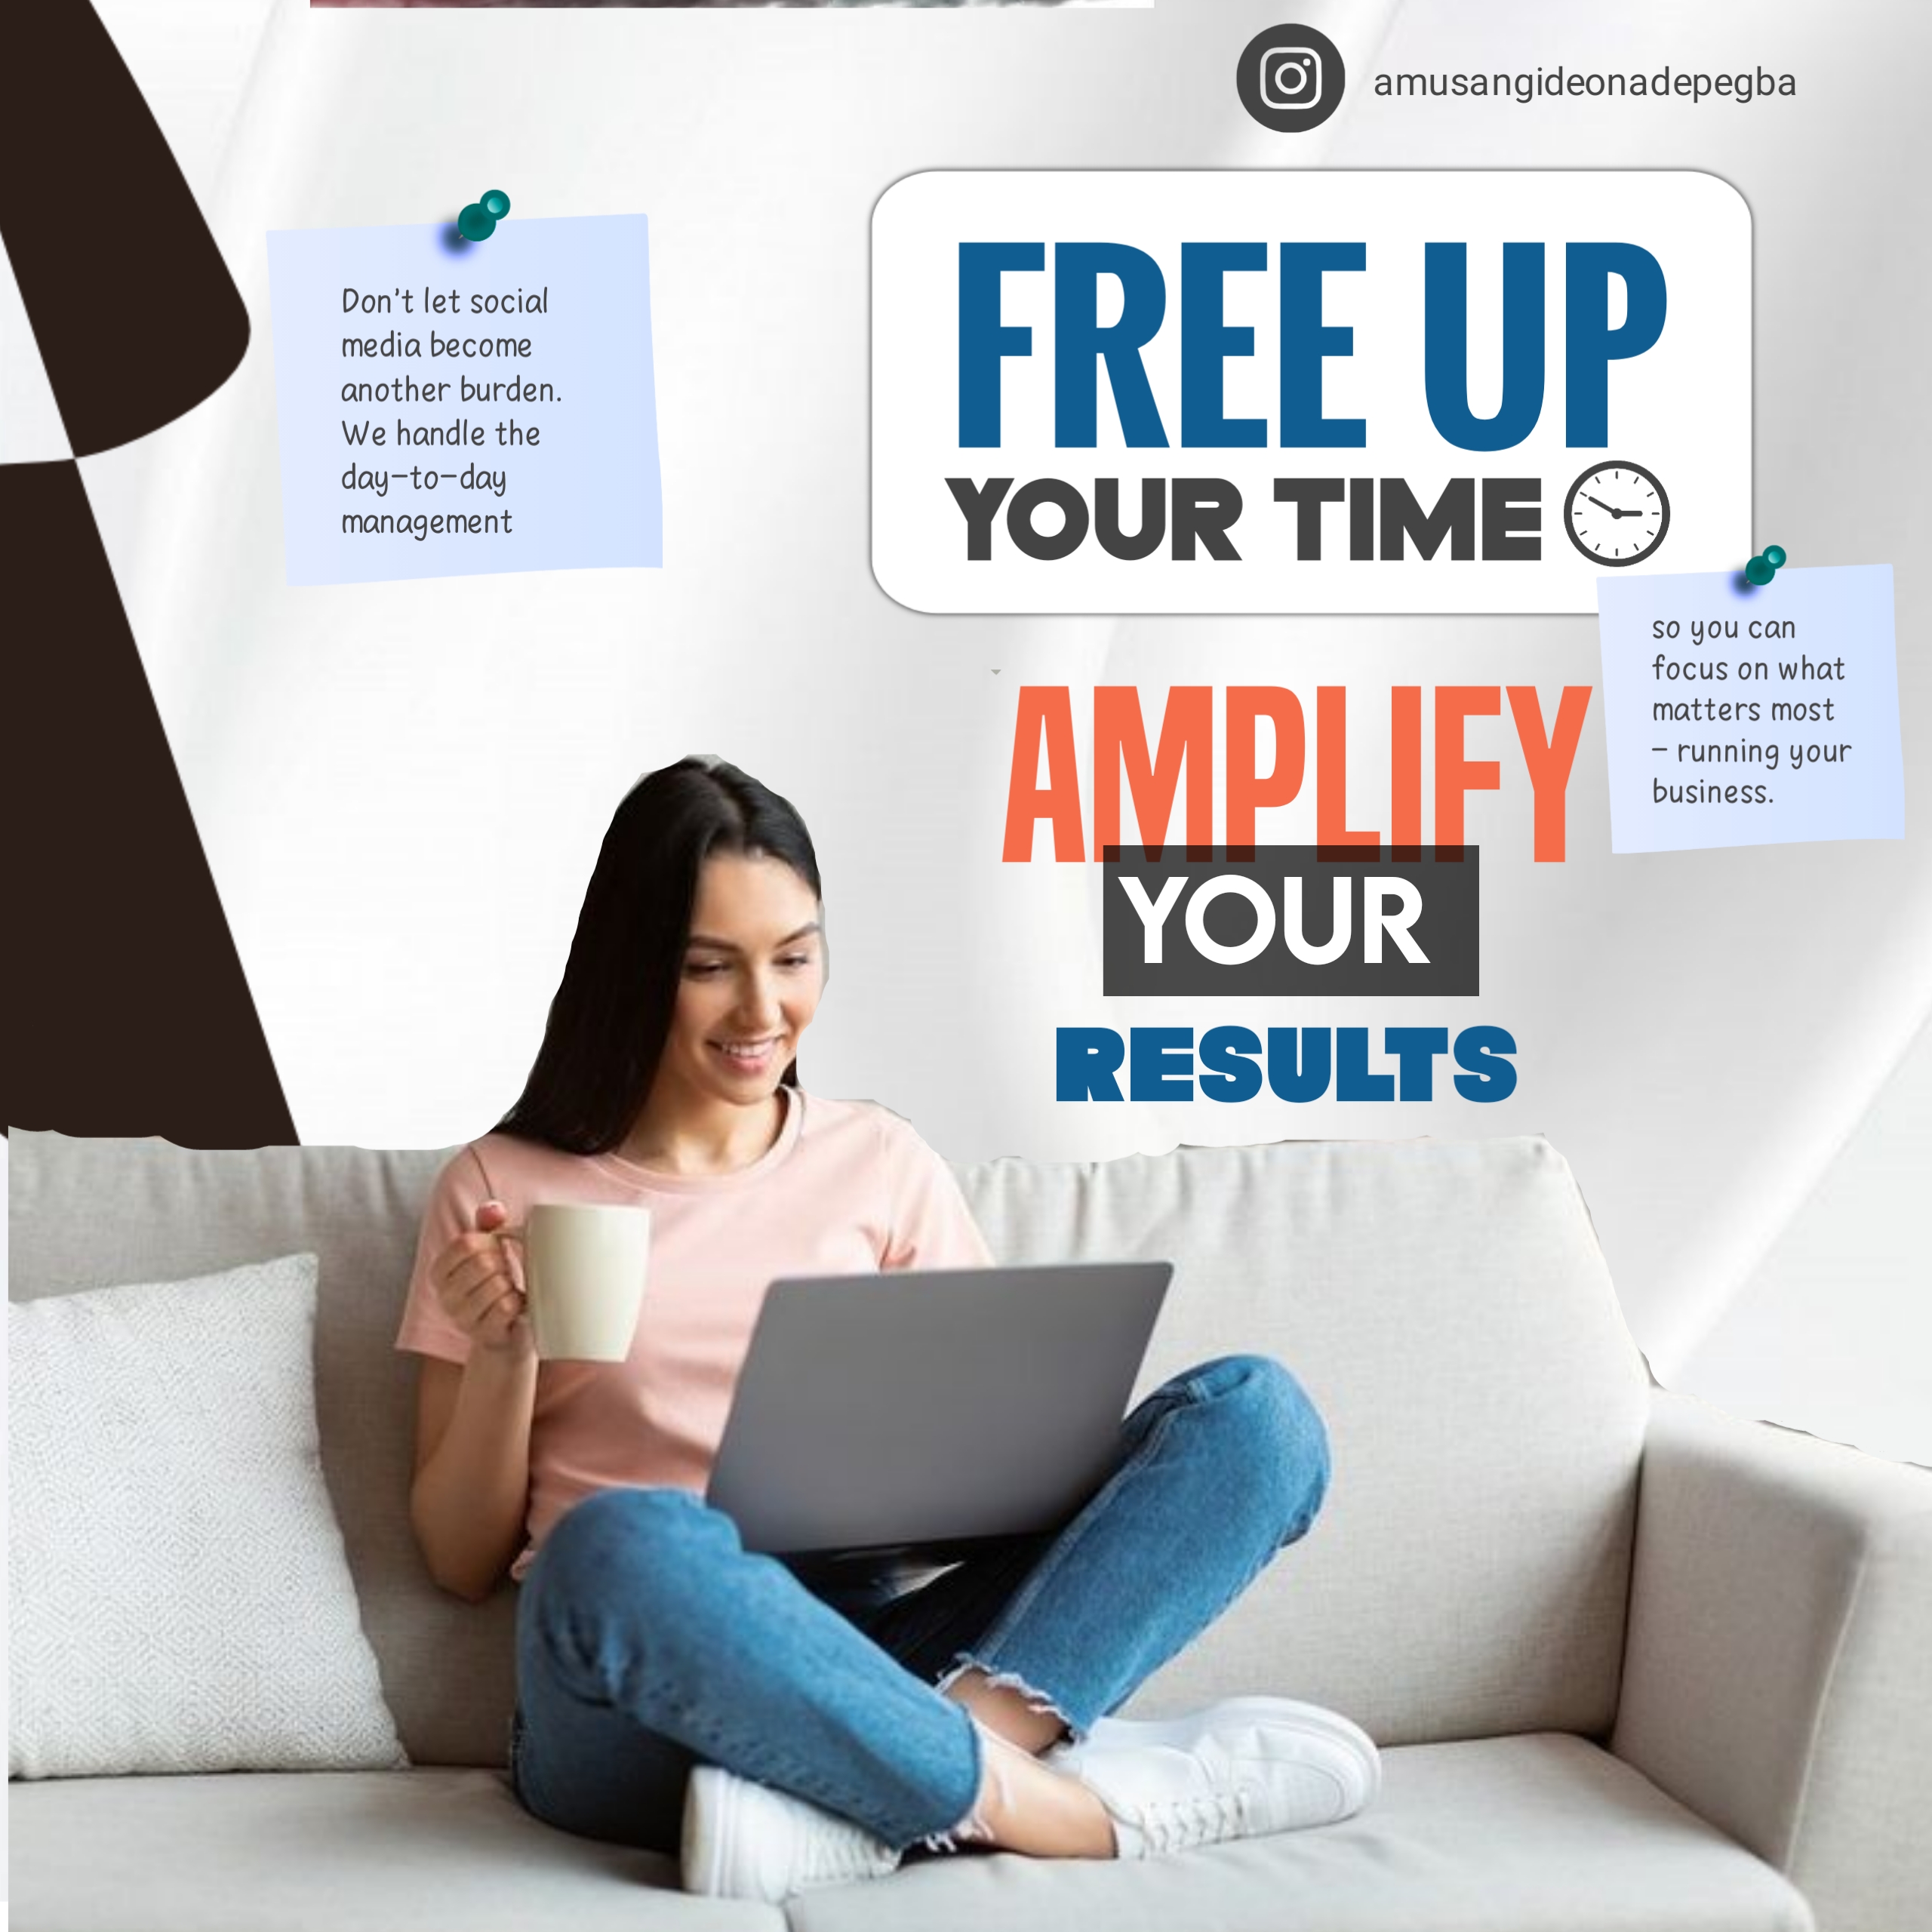 amusangideonadepegba
Don't let social
media become
another burden.
We handle the
day-to-day
management
FREE UP
YOUR TIME
so you can
focus on what
matters most
- running your
business.
AMPLIFY
YOUR
RESULTS